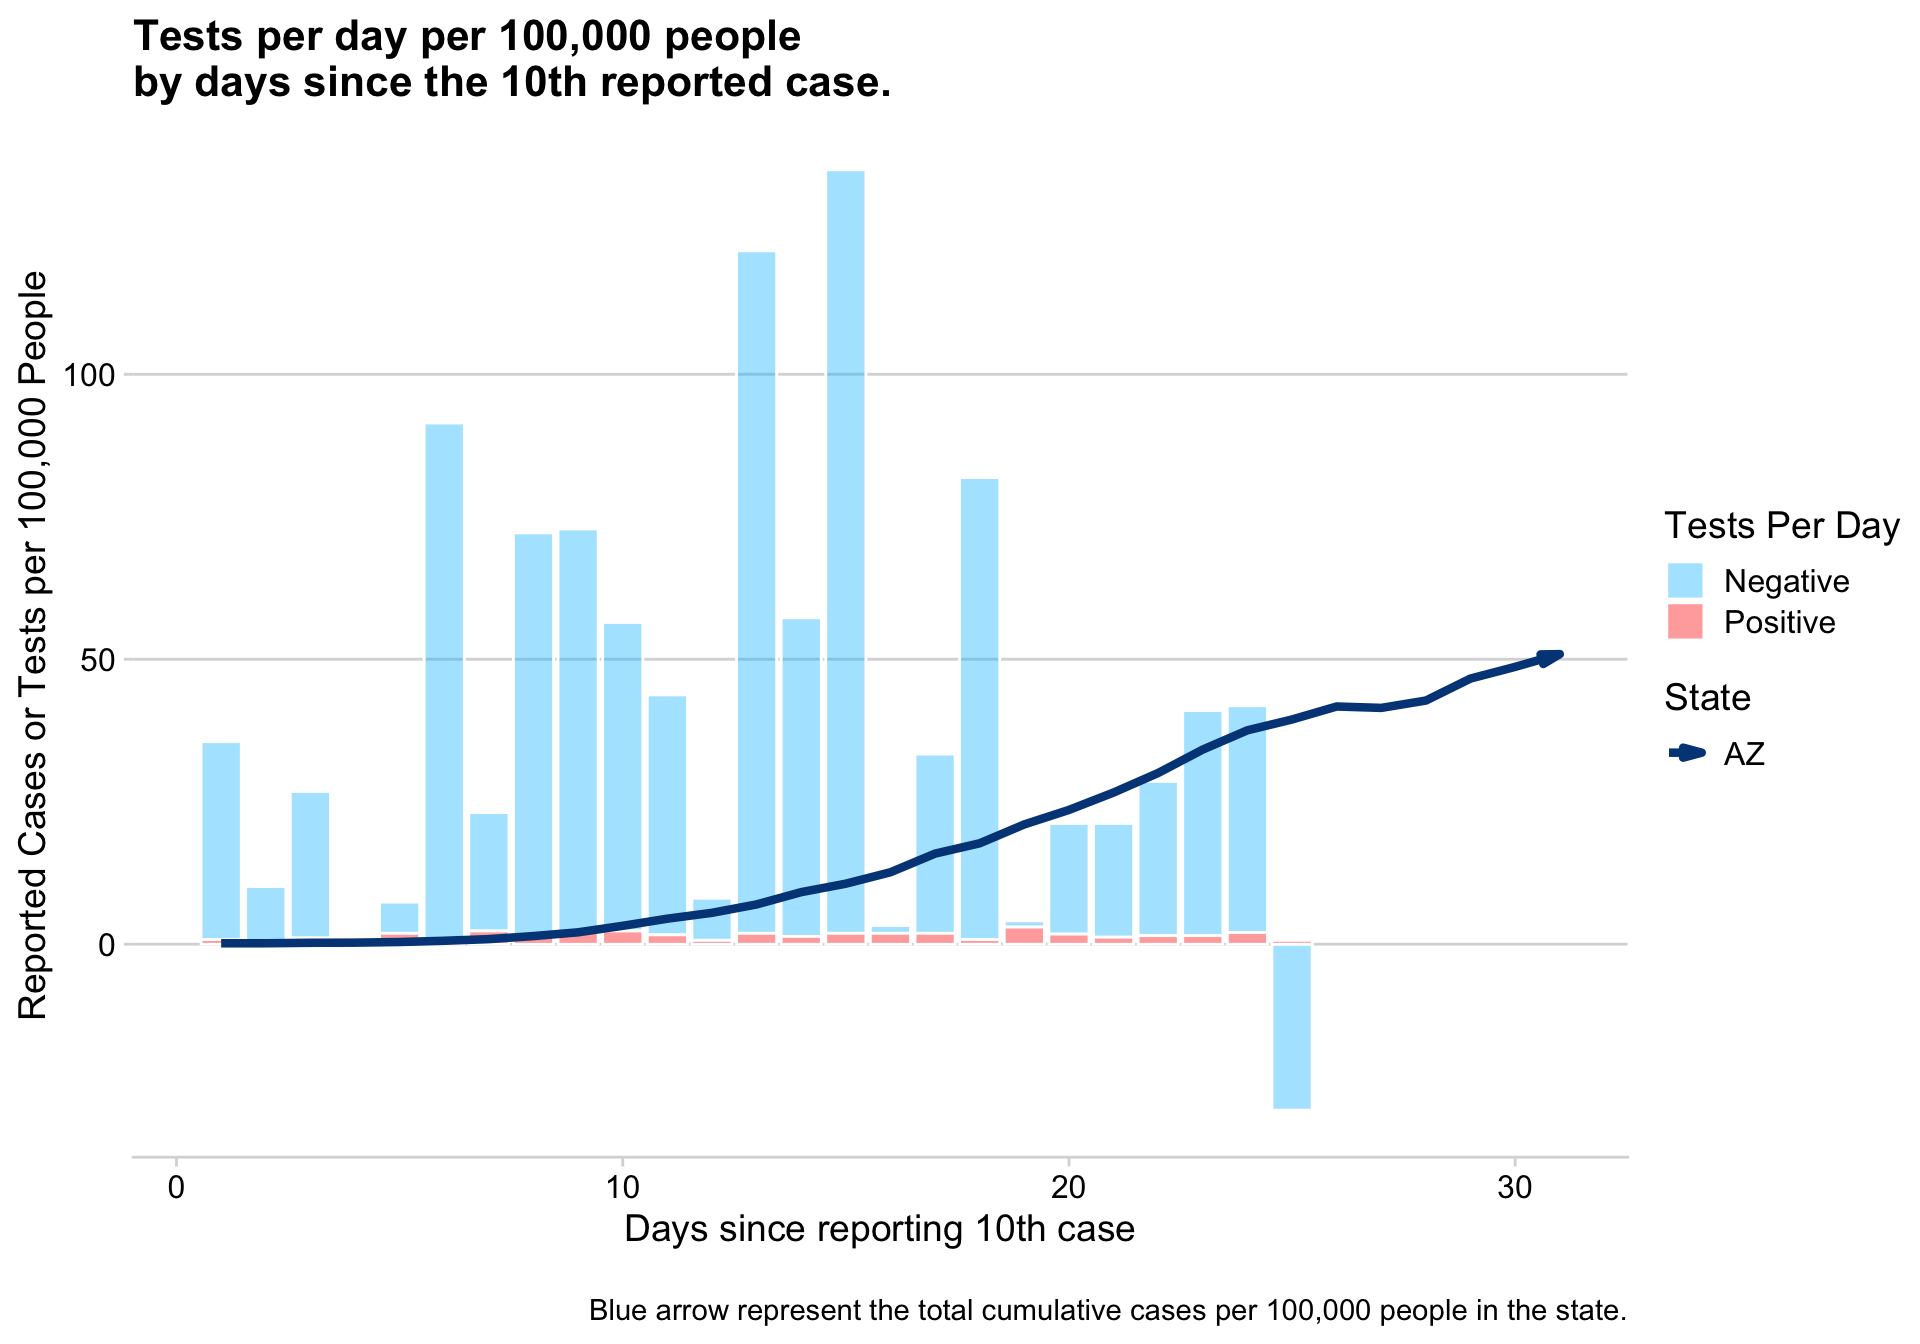 Tests per day per 100,000 people
by days since the 10th reported case.
Reported Cases or Tests per 100,000 People
100
50
0
0
10
20
30
Days since reporting 10th case
Tests Per Day
Negative
Positive
State
AZ
Blue arrow represent the total cumulative cases per 100,000 people in the state.